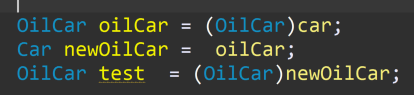 OilCar oilCar = (OilCar)car;
Car newOilCar =  oilCar;
OilCar test  = (OilCar)newOilCar;